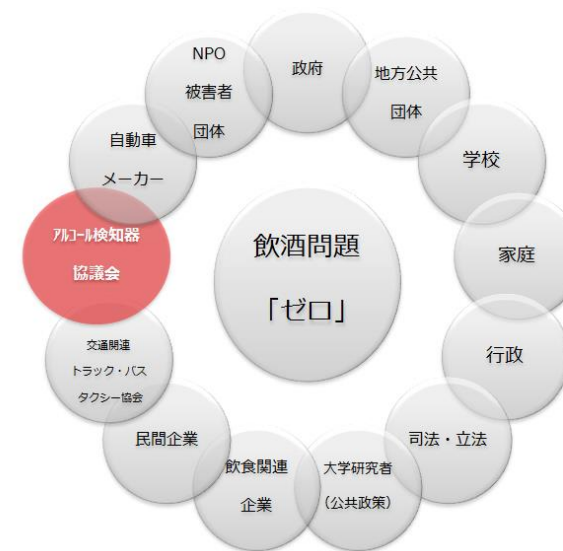 政府
地方公共
団体
学校
家庭
行政
司法・立法
大学研究者
（公共政策）
飲食関連
企業
民間企業
交通関連
トラック・バス
タクシー協会
ｱﾙｺｰﾙ検知器
協議会
自動車
メーカー
NPO
被害者
団体
飲酒問題
「ゼロ」